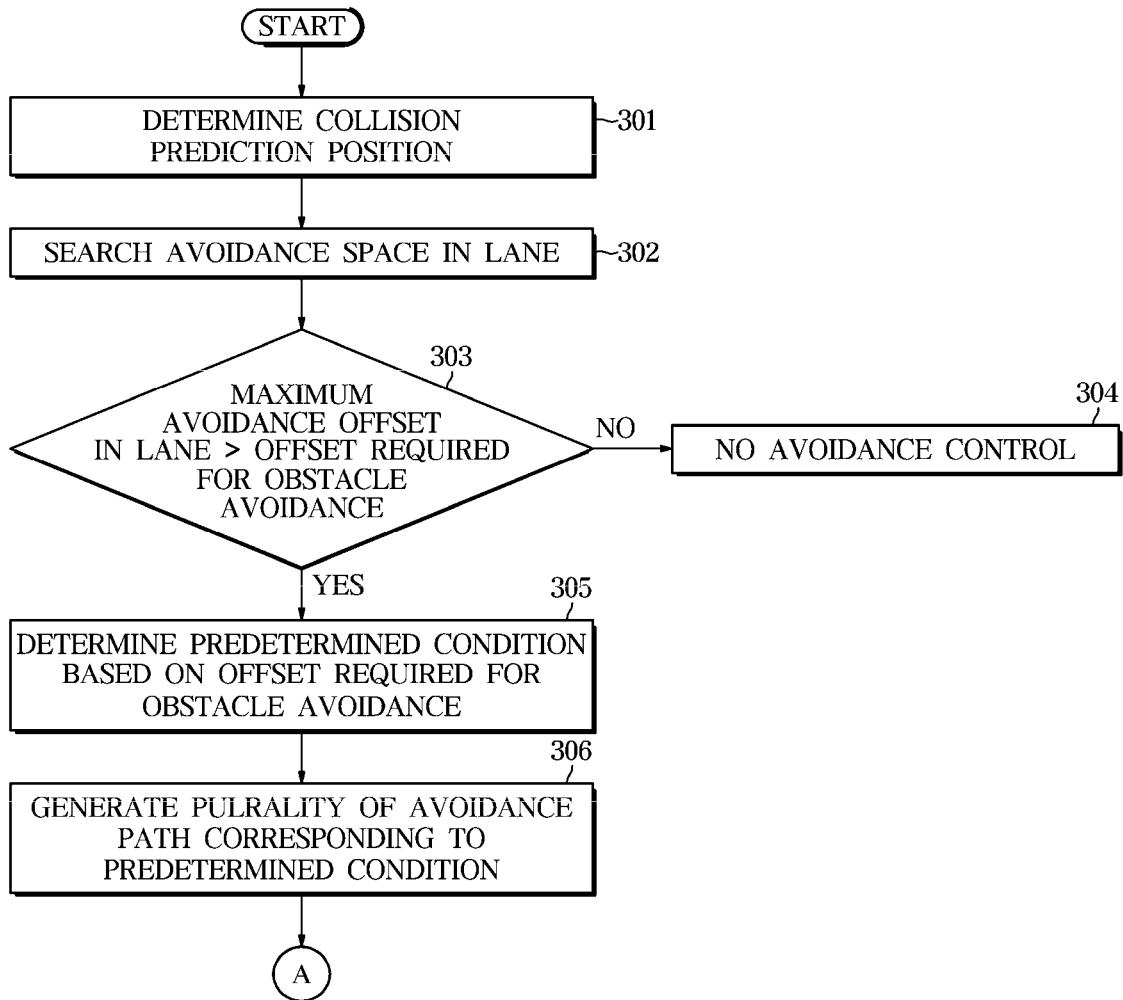 START
DETERMINE COLLISION
PREDICTION POSITION
301
SEARCH AVOIDANCE SPACE IN LANE
302
303
MAXIMUM
AVOIDANCE OFFSET
IN LANE > OFFSET REQUIRED
FOR OBSTACLE
AVOIDANCE
NO
304
NO AVOIDANCE CONTROL
YES
305
DETERMINE PREDETERMINED CONDITION
BASED ON OFFSET REQUIRED FOR
OBSTACLE AVOIDANCE
306
GENERATE PULRALITY OF AVOIDANCE
PATH CORRESPONDING TO
PREDETERMINED CONDITION
A